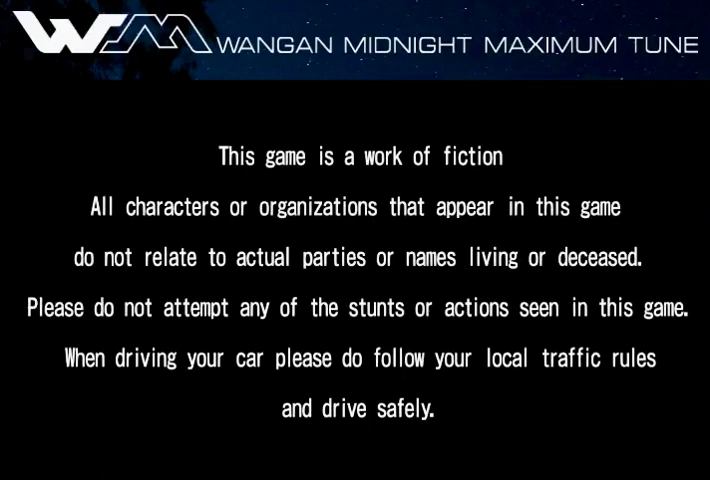 WM WANGAN MIDNIGHT MAXIMUM TUNE
This game is a work of fiction
All characters or organizations that appear in this game
do not relate to actual parties or names living or deceased.
Please do not attempt any of the stunts or actions seen in this game.
When driving your car please do follow your local traffic rules
and drive safely.